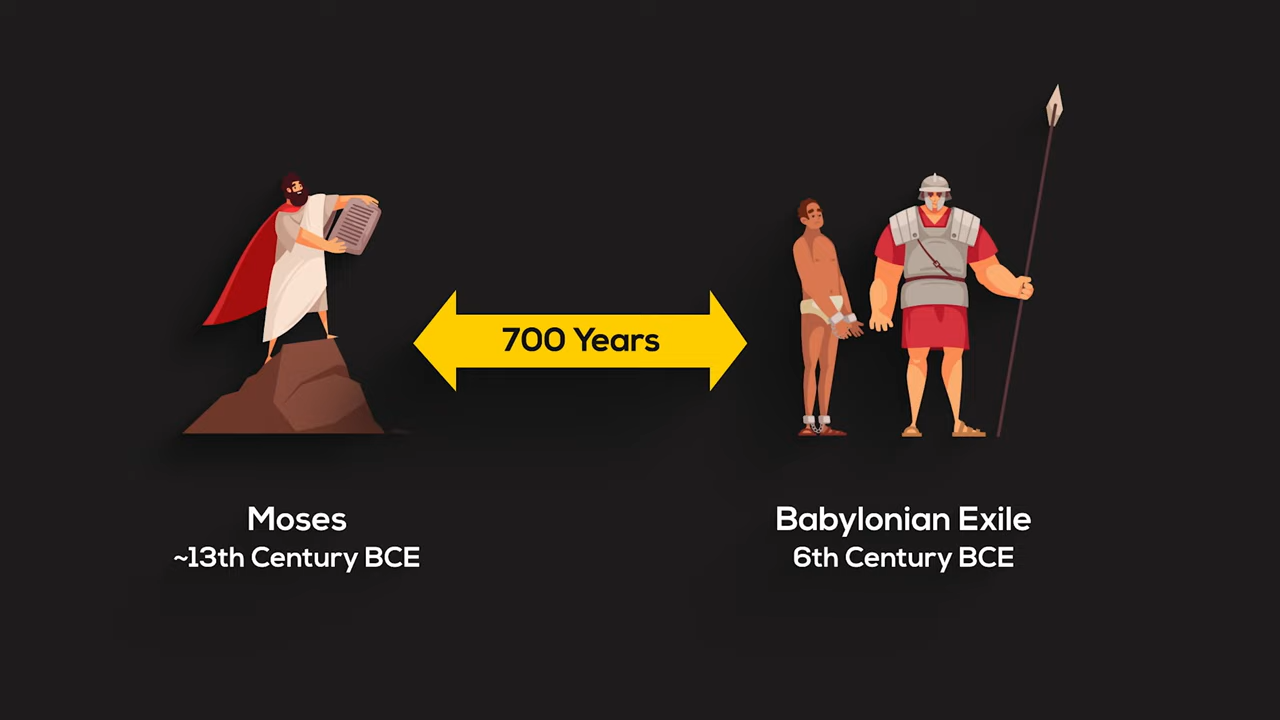 700 Years
Moses
~13th Century BCE
Babylonian Exile
6th Century BCE